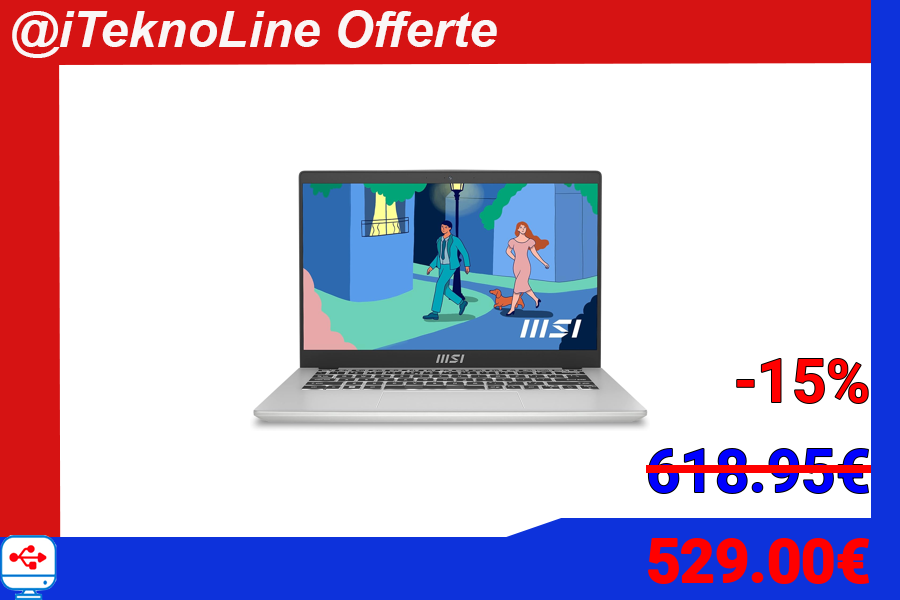 @iTeknoLine Offerte
msi
msi
-15%
618.95€
529.00€